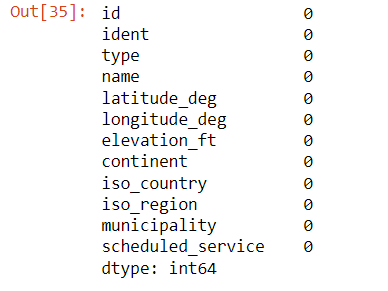 Out[35]: id 0
ident 0
type 0
name 0
latitude_deg 0
longitude_deg 0
elevation_ft 0
continent 0
iso_country 0
iso_region 0
municipality 0
scheduled_service 0
dtype: int64